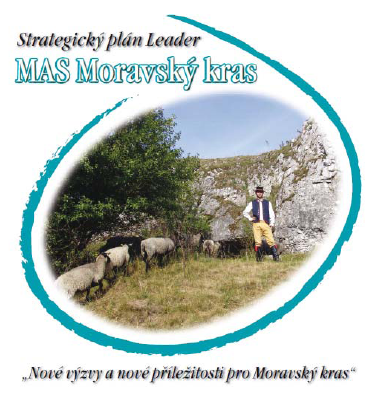 Strategický plán Leader
MAS Moravský kras
„Nové výzvy a nové příležitosti pro Moravský kras“